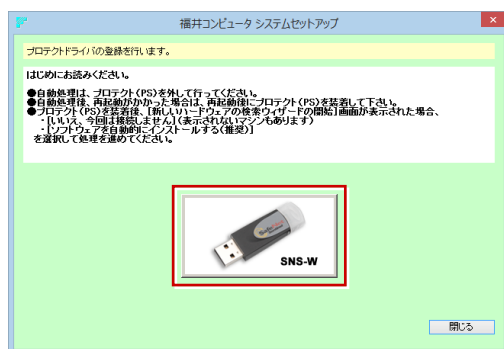 福井コンピュータ システムセットアップ
プロテクトドライバの登録を行います。
はじめにお読みください。
●自動処理は、プロテクト(PS)を外して行ってください。
●自動処理後、再起動がかかった場合は、再起動後にプロテクト(PS)を装着して下さい。
●プロテクト(PS)を装着後、[新しいハードウェアの検索ウィザードの開始]画面が表示された場合、
・[いいえ、今回は接続しません](表示されないマシンもあります)
・[ソフトウェアを自動的にインストールする(推奨)]
を選択して処理を進めてください。
SNS-W
閉じる